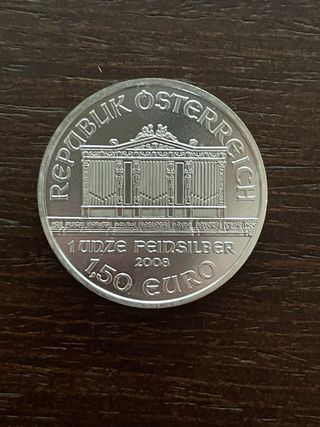 REPUBLIK ÖSTERREICH
1 UNZE FEINSILBER
2008
1,50 EURO